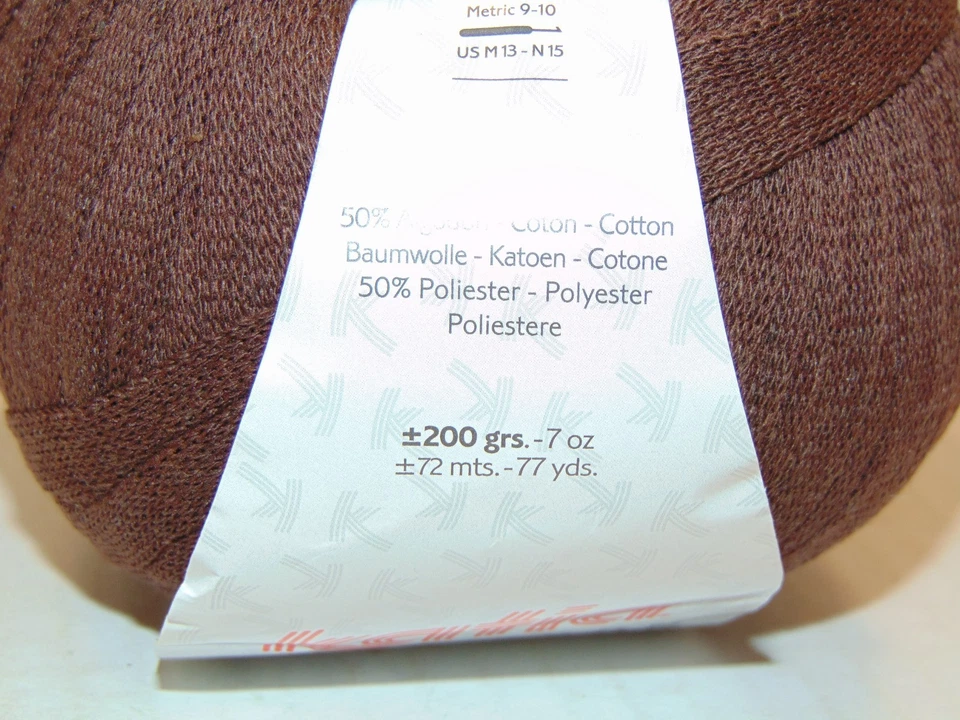 Metric 9-10
US M 13 - N 15
50% - Coton - Cotton
Baumwolle - Katoen - Cotone
50% Poliester - Polyester
Poliestere
±200 grs. - 7 oz
±72 mts. - 77 yds.